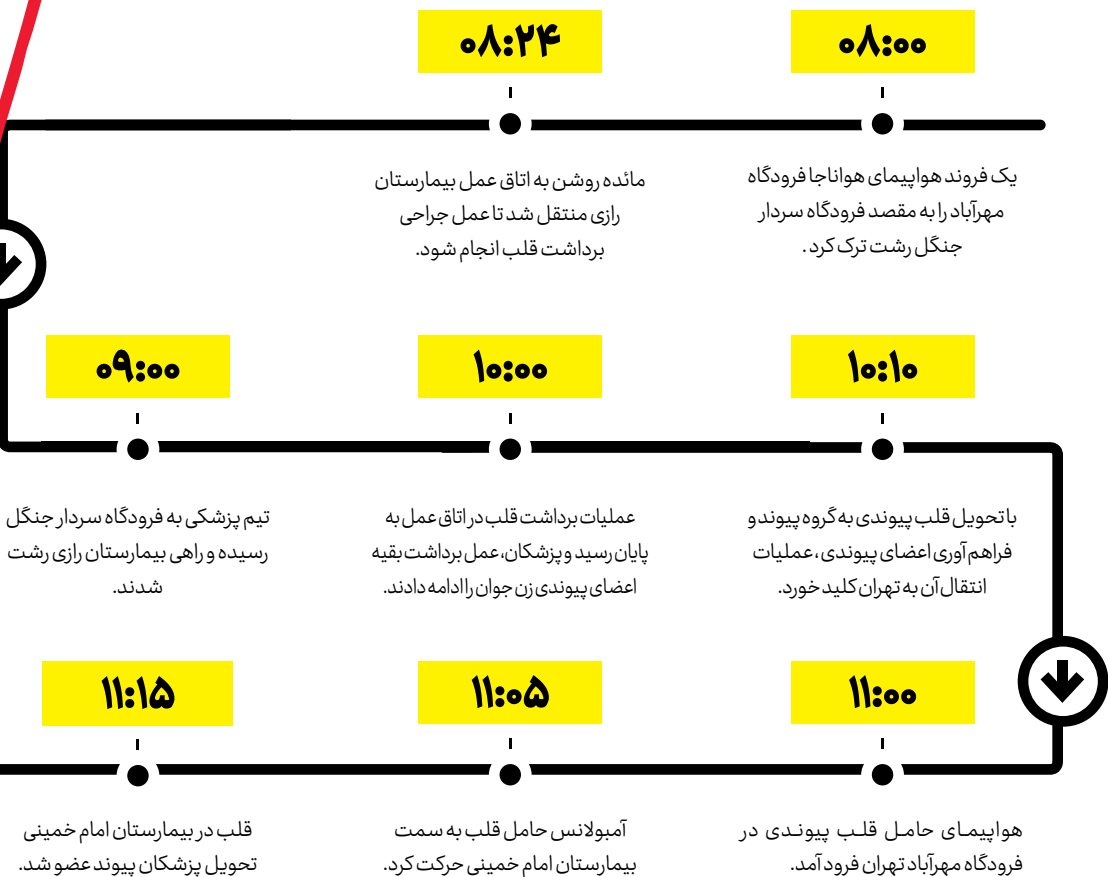 ۰۸:۰۰
یک فروند هواپیمای هواناجا فرودگاه
مهرآباد را به مقصد فرودگاه سردار
جنگل رشت ترک کرد .
۰۸:۲۴
مائده روشن به اتاق عمل بیمارستان
رازی منتقل شد تا عمل جراحی
برداشت قلب انجام شود.
۰۹:۰۰
تیم پزشکی به فرودگاه سردار جنگل
رسیده و راهی بیمارستان رازی رشت
شدند.
۱۰:۰۰
عملیات برداشت قلب در اتاق عمل به
پایان رسید و پزشکان، عمل برداشت بقیه
اعضای پیوندی زن جوان را ادامه دادند.
۱۰:۱۰
با تحویل قلب پیوندی به گروه پیوند و
فراهم آوری اعضای پیوندی ، عملیات
انتقال آن به تهران کلید خورد.
۱۱:۰۰
هواپیمای حامل قلب پیوندی در
فرودگاه مهرآباد تهران فرود آمد.
۱۱:۰۵
آمبولانس حامل قلب به سمت
بیمارستان امام خمینی حرکت کرد.
۱۱:۱۵
قلب در بیمارستان امام خمینی
تحویل پزشکان پیوند عضو شد.